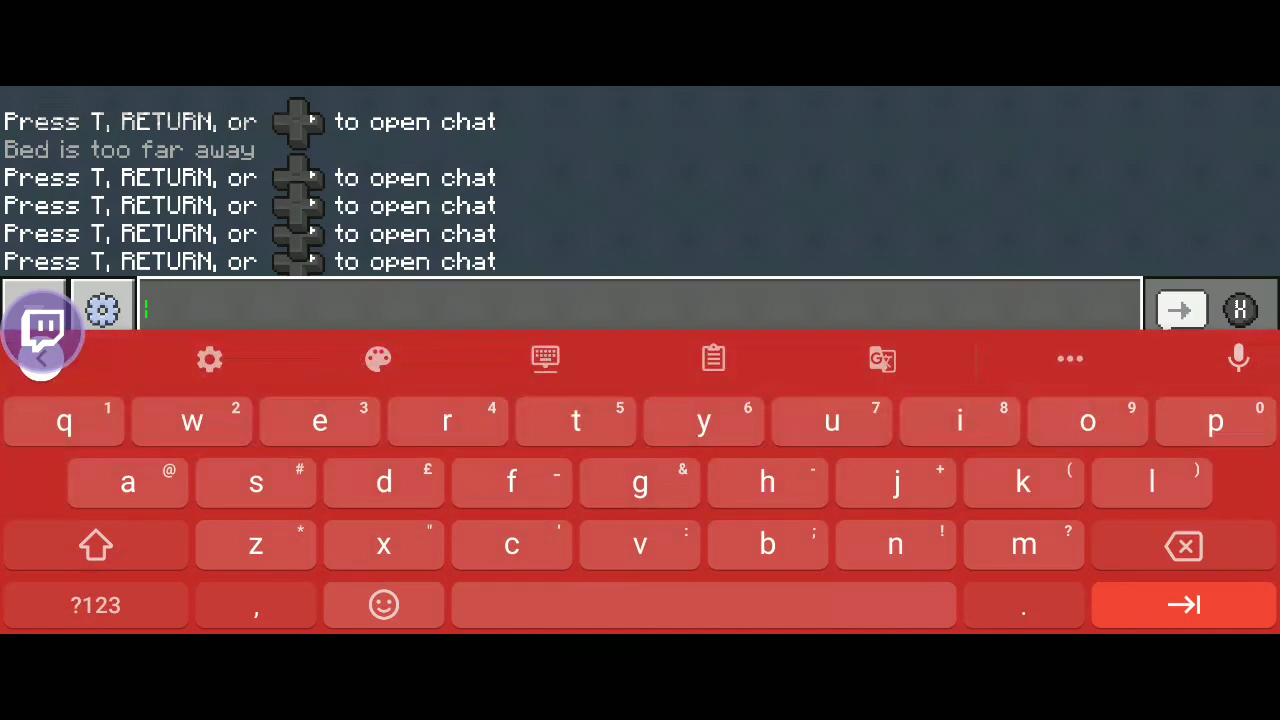 Press T, RETURN, or to open chat
Bed is too far away
Press T, RETURN, or to open chat
Press T, RETURN, or to open chat
Press T, RETURN, or to open chat
Press T, RETURN, or to open chat
X
q 1 w 2 e 3 r 4 t 5 y 6 u 7 i 8 o 9 p 0
a @ s # d £ f _ g & h - j + k ( l )
z * x " c ' v : b ; n ! m ?
?123 , .